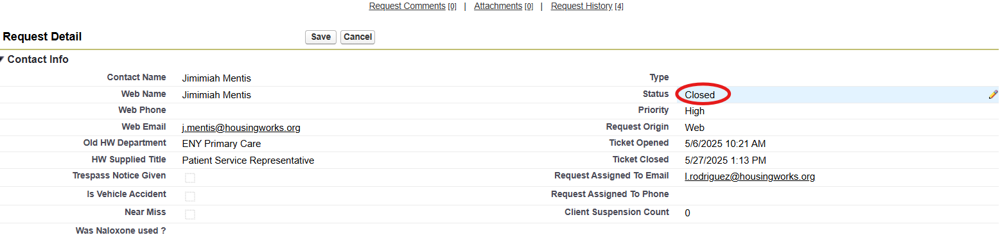 Request Comments [0] | Attachments [0] | Request History [4]
Request Detail Save Cancel
Contact Info
Contact Name Jimimiah Mentis Type
Web Name Jimimiah Mentis Status Closed
Web Phone Priority High
Web Email j.mentis@housingworks.org Request Origin Web
Old HW Department ENY Primary Care Ticket Opened 5/6/2025 10:21 AM
HW Supplied Title Patient Service Representative Ticket Closed 5/27/2025 1:13 PM
Trespass Notice Given Request Assigned To Email l.rodriguez@housingworks.org
Is Vehicle Accident Request Assigned To Phone
Near Miss Client Suspension Count 0
Was Naloxone used ?